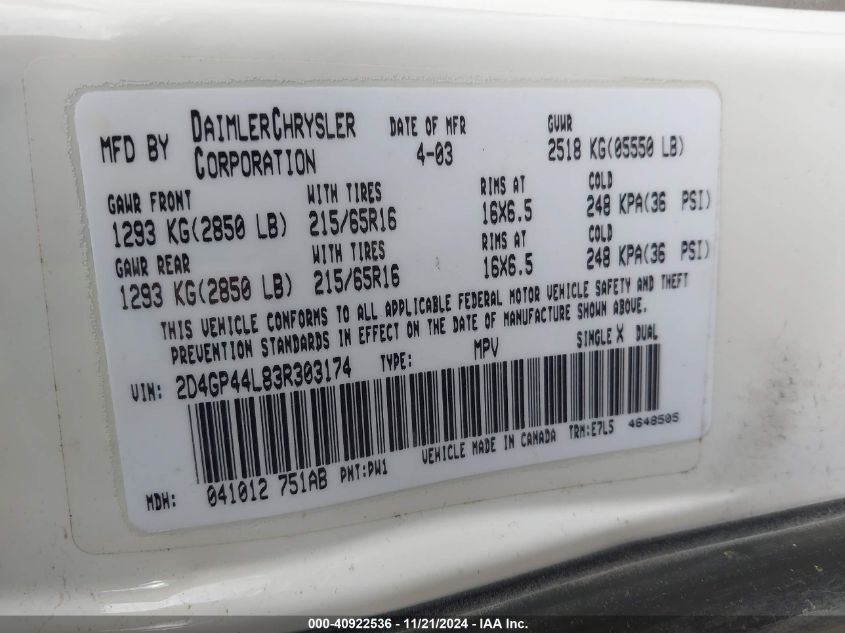 MFD BY DAIMLERCHRYSLER CORPORATION
DATE OF MFR 4-03
GVWR 2518 KG(05550 LB)
GAWR FRONT WITH TIRES RIMS AT COLD
1293 KG(2850 LB) 215/65R16 16X6.5 248 KPA(36 PSI)
GAWR REAR WITH TIRES RIMS AT COLD
1293 KG(2850 LB) 215/65R16 16X6.5 248 KPA(36 PSI)
THIS VEHICLE CONFORMS TO ALL APPLICABLE FEDERAL MOTOR VEHICLE SAFETY AND THEFT
PREVENTION STANDARDS IN EFFECT ON THE DATE OF MANUFACTURE SHOWN ABOVE.
VIN: 2D4GP44L83R303174 TYPE: MPV SINGLE X DUAL
MDH: 041012 751AB PNT:PW1 VEHICLE MADE IN CANADA TRM:E7L5 4648505
000-40922536 - 11/21/2024 - IAA Inc.